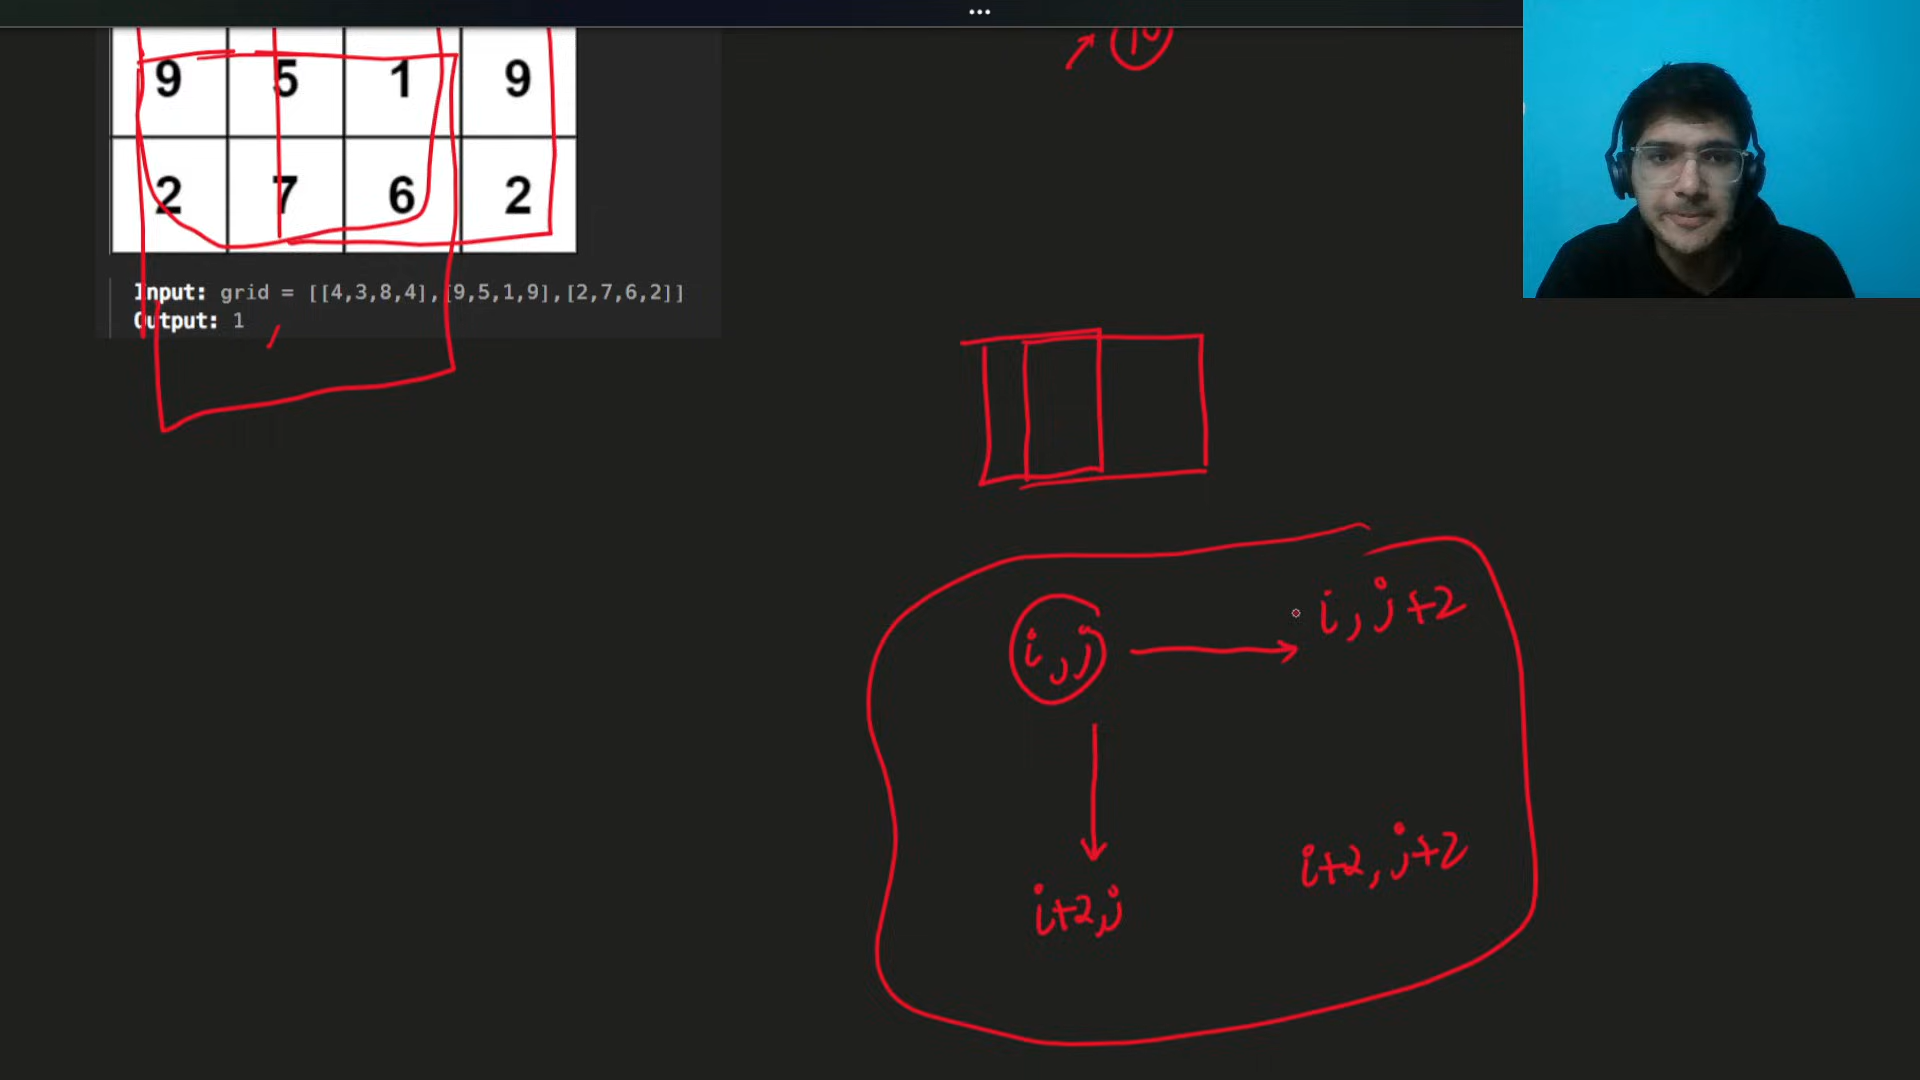 ...
10
9 5 1 9
2 7 6 2
Input: grid = [[4,3,8,4],[9,5,1,9],[2,7,6,2]]
Output: 1
i,j
i,j+2
i+2,j+2
i+2,j